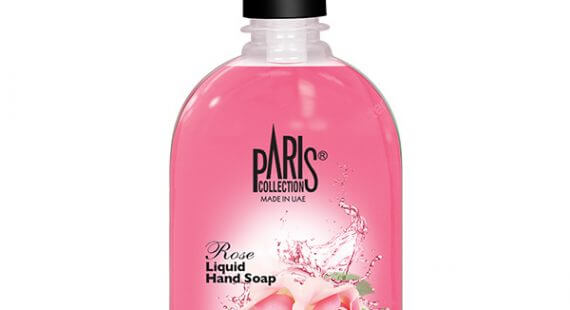 PARIS®
COLLECTION
MADE IN UAE
Rose
Liquid
Hand Soap